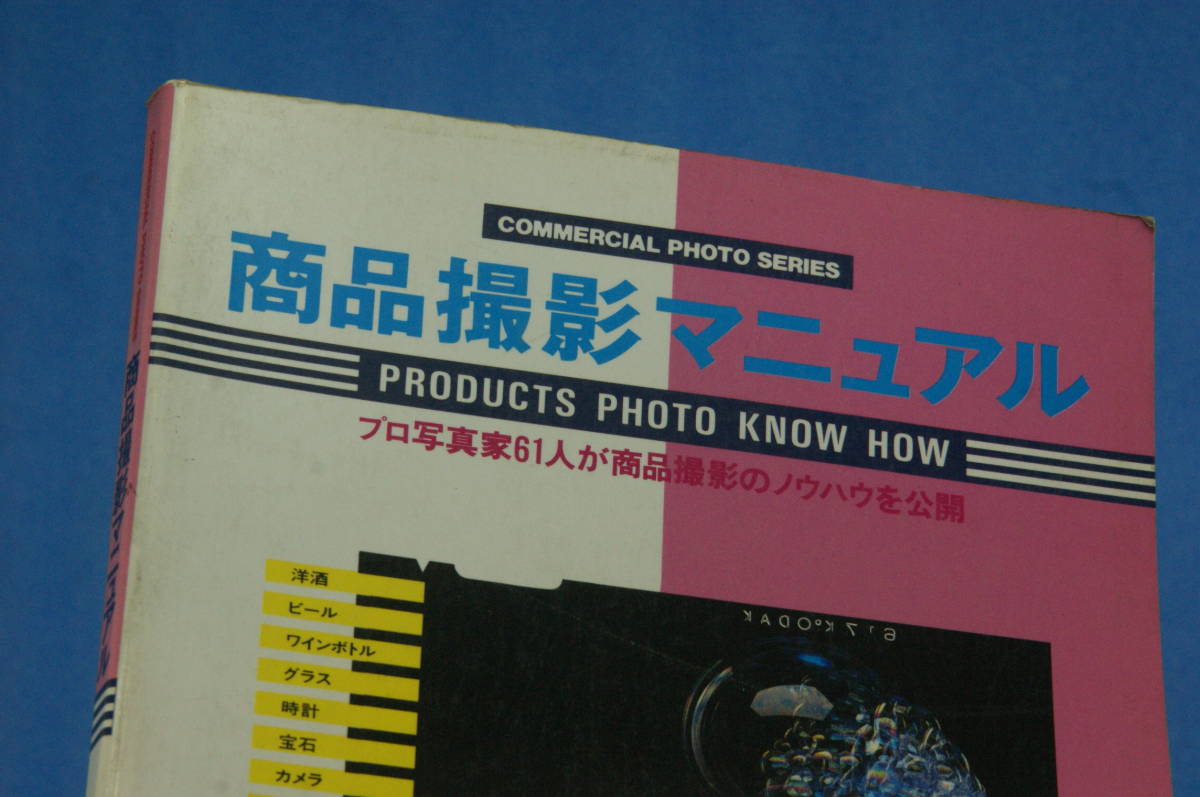 COMMERCIAL PHOTO SERIES
商品撮影マニュアル
PRODUCTS PHOTO KNOW HOW
プロ写真家61人が商品撮影のノウハウを公開
洋酒
ビール
ワインボトル
グラス
時計
宝石
カメラ
KODAK
商品撮影マニュアル